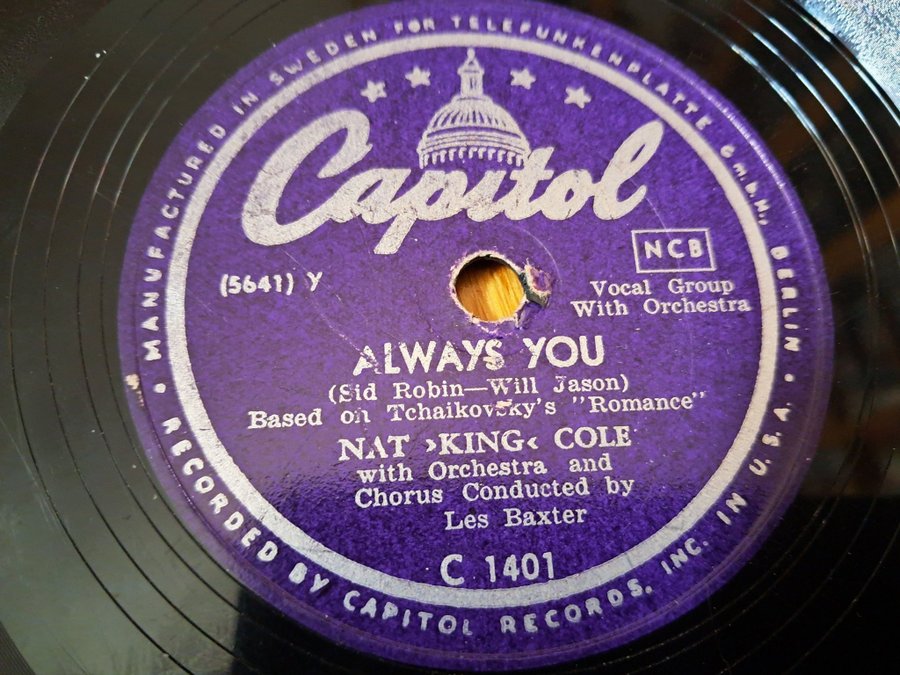 • MANUFACTURED IN SWEDEN FOR TELEFUNKENPLATTE G.m.b.H., BERLIN •
Capitol
NCB
(5641) Y
Vocal Group
With Orchestra
ALWAYS YOU
(Sid Robin—Will Jason)
Based on Tchaikovsky's "Romance"
NAT ›KING‹ COLE
with Orchestra and
Chorus Conducted by
Les Baxter
C 1401
RECORDED BY CAPITOL RECORDS, INC. IN U.S.A.